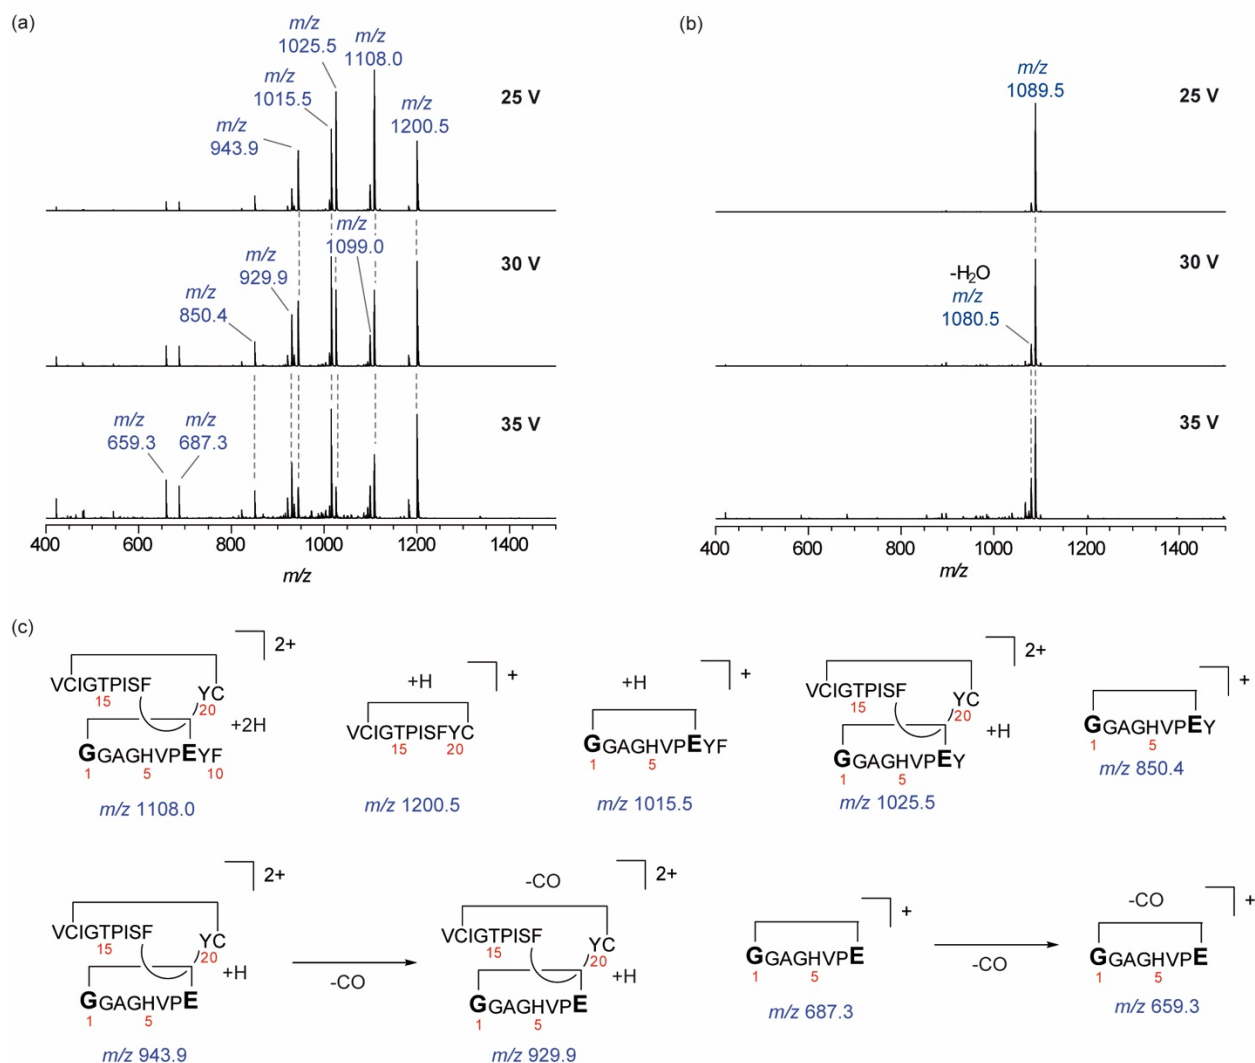 (a)
m/z
1025.5
m/z
1108.0
m/z
1015.5
25 V
m/z
1200.5
m/z
943.9
m/z
1099.0
30 V
m/z
929.9
m/z
850.4
35 V
m/z
659.3
m/z
687.3
400 600 800 1000 1200 1400
m/z
(b)
m/z
1089.5
25 V
30 V
-H₂O
m/z
1080.5
35 V
400 600 800 1000 1200 1400
m/z
(c)
2+
VCIGTPISF
15
YC
20
+2H
GGAGHVPEYF
1 5 10
m/z 1108.0
+
+H
VCIGTPISFYC
15 20
m/z 1200.5
+
+H
GGAGHVPEYF
1 5
m/z 1015.5
2+
VCIGTPISF
15
YC
20
+H
GGAGHVPEY
1 5
m/z 1025.5
+
GGAGHVPEY
1 5
m/z 850.4
2+
VCIGTPISF
15
YC
20
+H
GGAGHVPE
1 5
m/z 943.9
-CO
2+
-CO
VCIGTPISF
15
YC
20
+H
GGAGHVPE
1 5
m/z 929.9
+
GGAGHVPE
1 5
m/z 687.3
-CO
+
-CO
GGAGHVPE
1 5
m/z 659.3